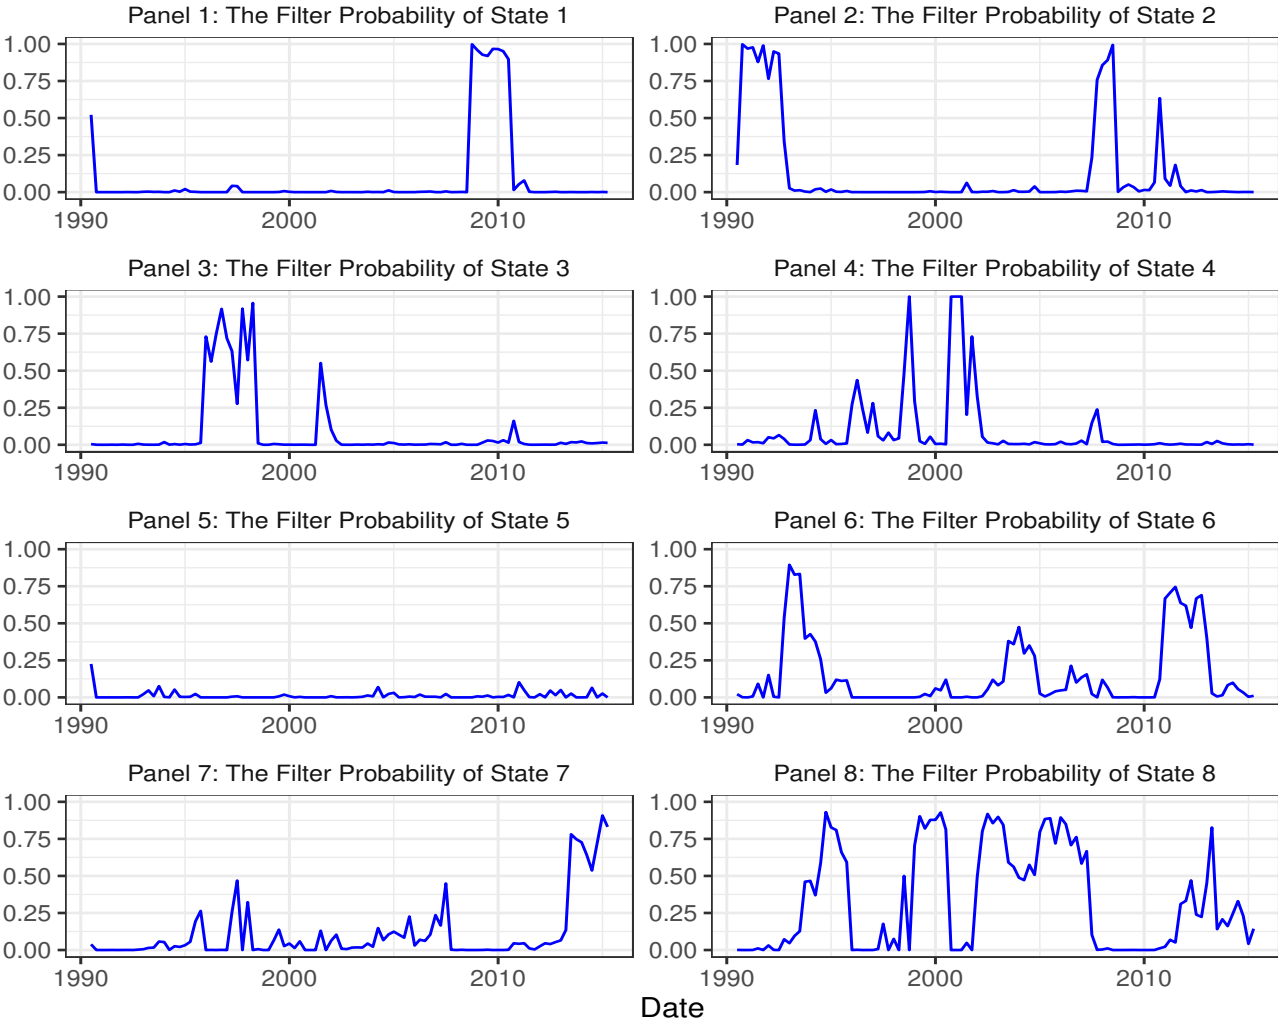 Panel 1: The Filter Probability of State 1
1.00
0.75
0.50
0.25
0.00
1990 2000 2010
Panel 2: The Filter Probability of State 2
1.00
0.75
0.50
0.25
0.00
1990 2000 2010
Panel 3: The Filter Probability of State 3
1.00
0.75
0.50
0.25
0.00
1990 2000 2010
Panel 4: The Filter Probability of State 4
1.00
0.75
0.50
0.25
0.00
1990 2000 2010
Panel 5: The Filter Probability of State 5
1.00
0.75
0.50
0.25
0.00
1990 2000 2010
Panel 6: The Filter Probability of State 6
1.00
0.75
0.50
0.25
0.00
1990 2000 2010
Panel 7: The Filter Probability of State 7
1.00
0.75
0.50
0.25
0.00
1990 2000 2010
Panel 8: The Filter Probability of State 8
1.00
0.75
0.50
0.25
0.00
1990 2000 2010
Date